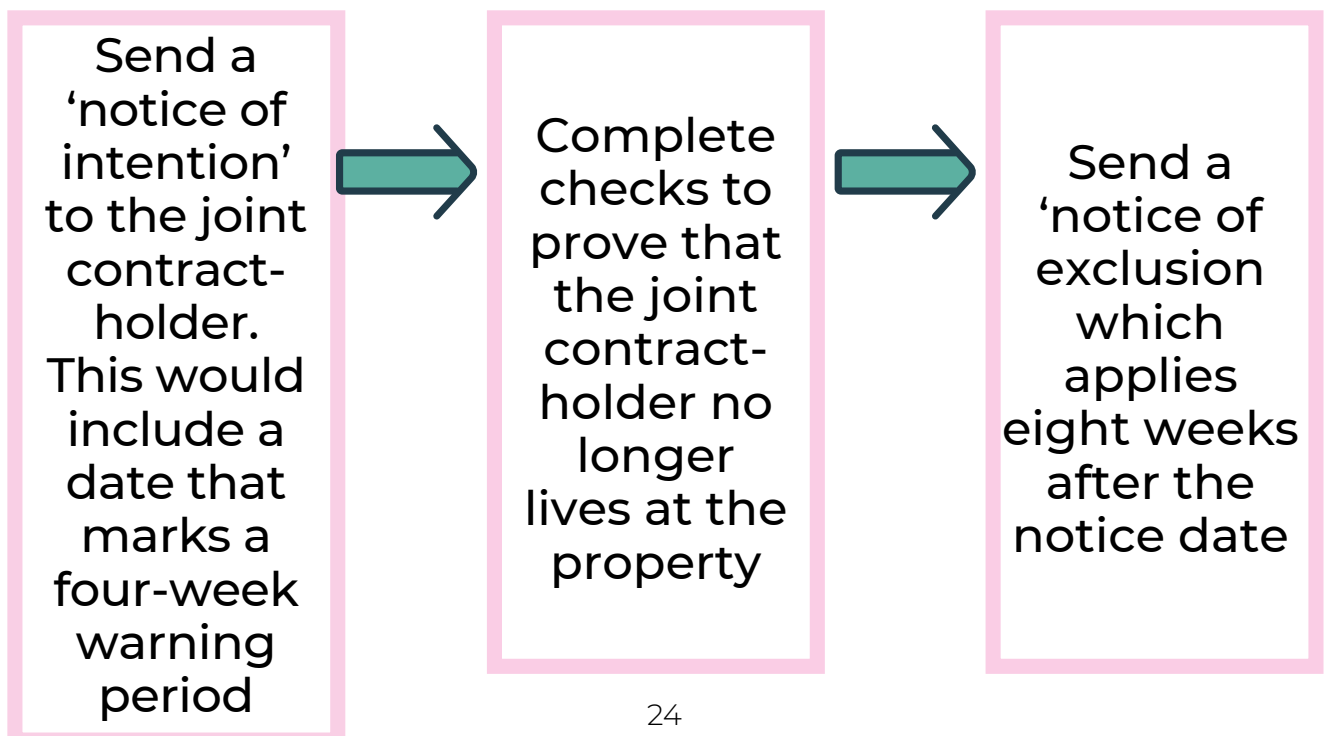 Send a
‘notice of
intention’
to the joint
contract-
holder.
This would
include a
date that
marks a
four-week
warning
period
Complete
checks to
prove that
the joint
contract-
holder no
longer
lives at the
property
Send a
‘notice of
exclusion
which
applies
eight weeks
after the
notice date
24